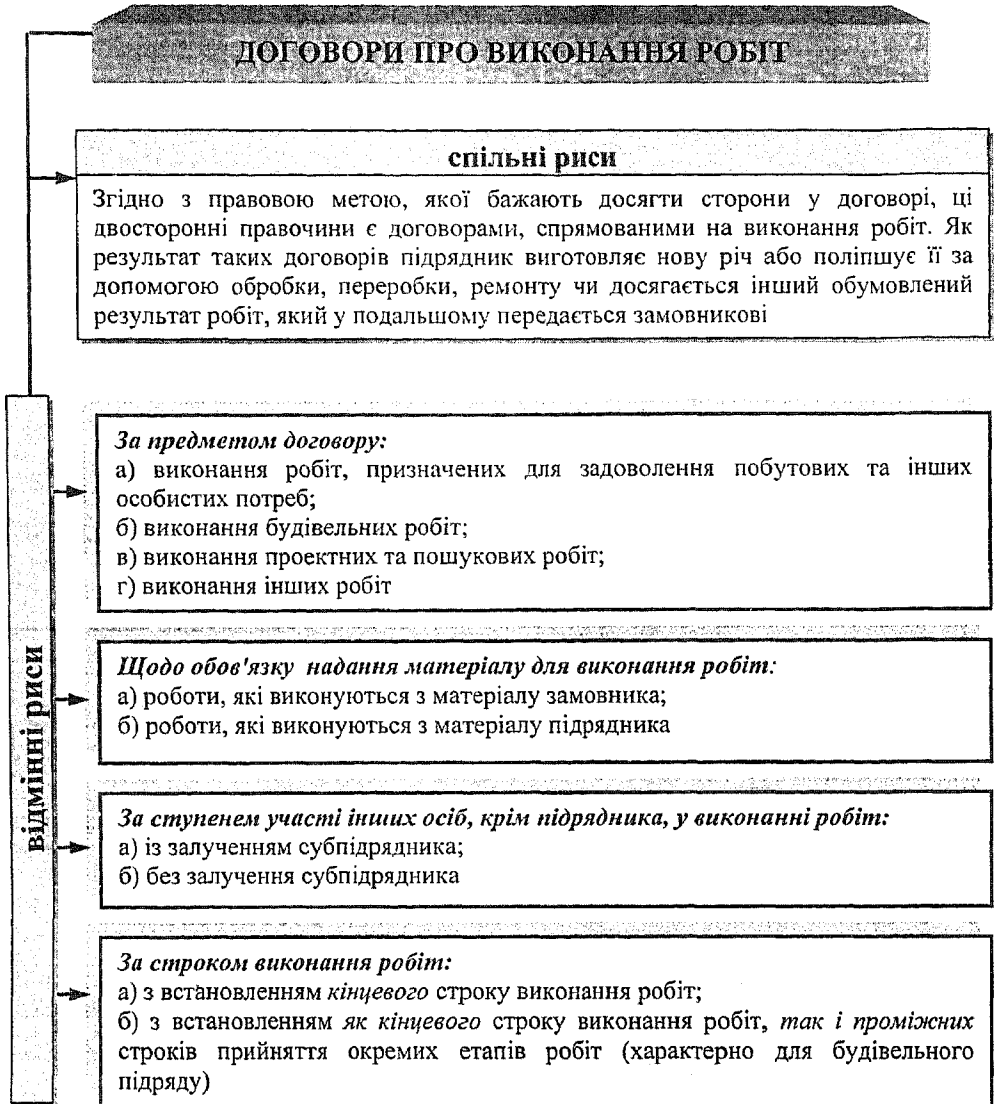 ДОГОВОРИ ПРО ВИКОНАННЯ РОБІТ
спільні риси
Згідно з правовою метою, якої бажають досягти сторони у договорі, ці
двосторонні правочини є договорами, спрямованими на виконання робіт. Як
результат таких договорів підрядник виготовляє нову річ або поліпшує її за
допомогою обробки, переробки, ремонту чи досягається інший обумовлений
результат робіт, який у подальшому передається замовникові
відмінні риси
За предметом договору:
а) виконання робіт, призначених для задоволення побутових та інших
особистих потреб;
б) виконання будівельних робіт;
в) виконання проектних та пошукових робіт;
г) виконання інших робіт
Щодо обов'язку надання матеріалу для виконання робіт:
а) роботи, які виконуються з матеріалу замовника;
б) роботи, які виконуються з матеріалу підрядника
За ступенем участі інших осіб, крім підрядника, у виконанні робіт:
а) із залученням субпідрядника;
б) без залучення субпідрядника
За строком виконання робіт:
а) з встановленням кінцевого строку виконання робіт;
б) з встановленням як кінцевого строку виконання робіт, так і проміжних
строків прийняття окремих етапів робіт (характерно для будівельного
підряду)